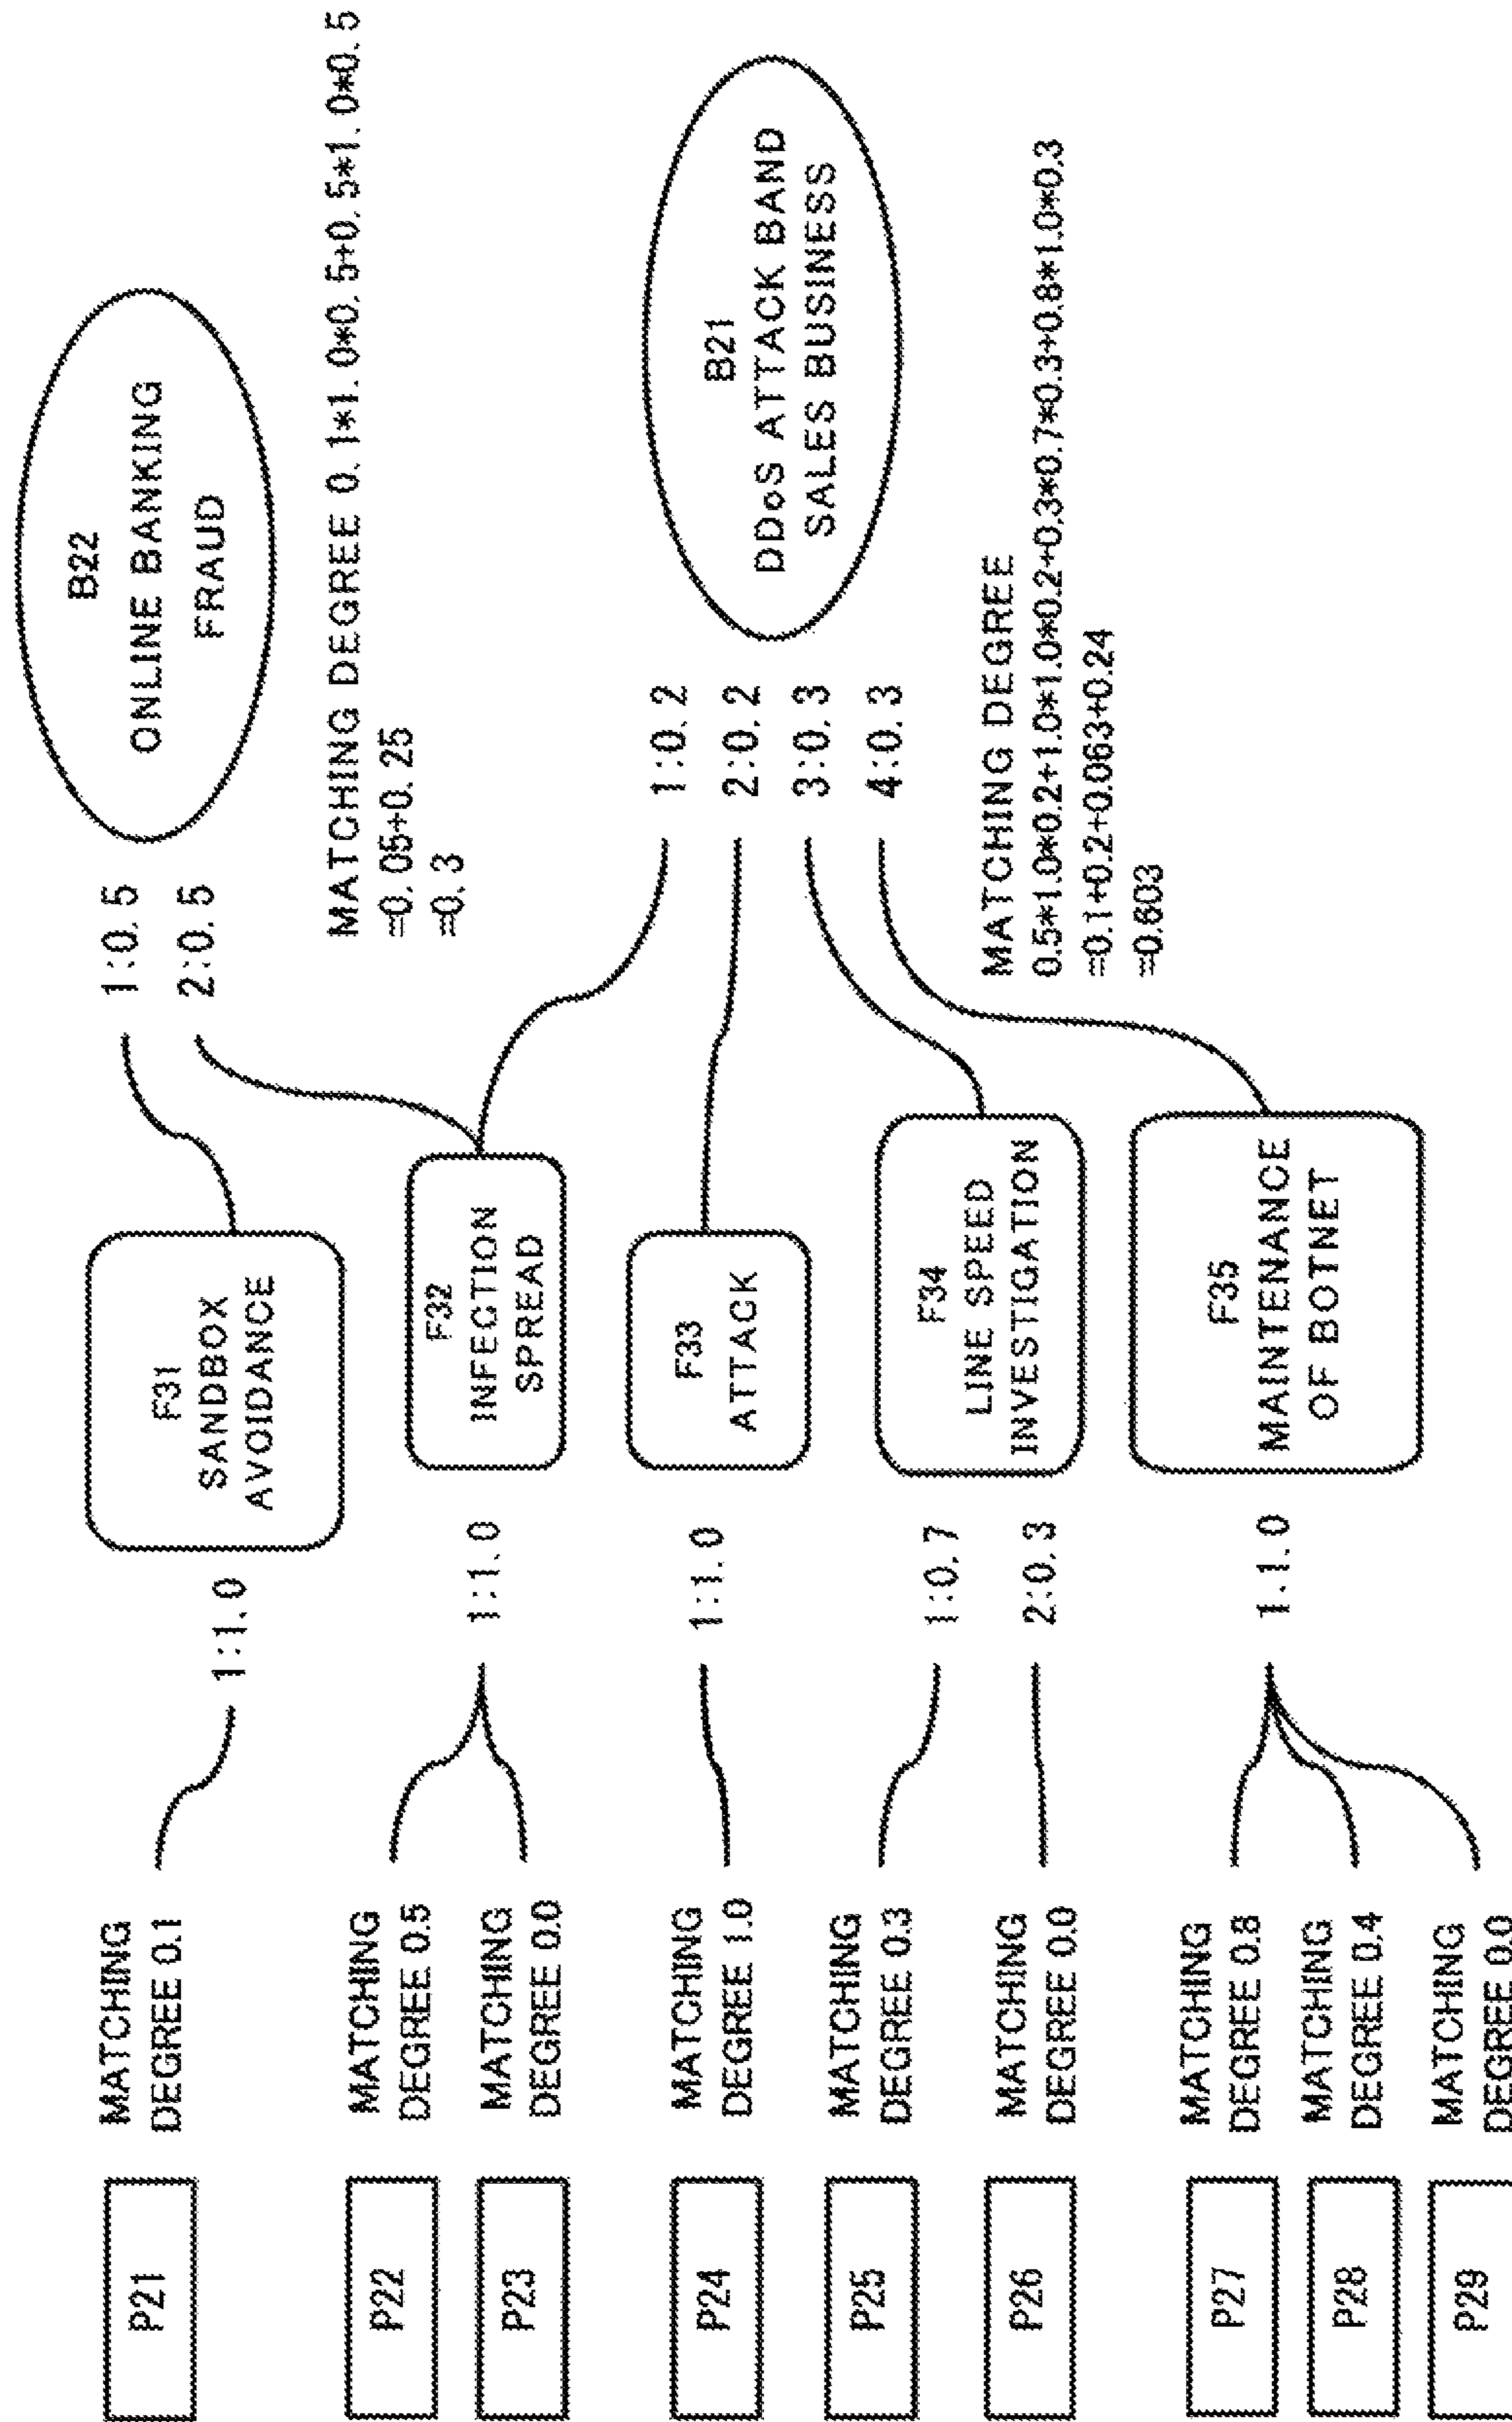 P21
MATCHING
DEGREE 0.1
1:1.0
F31
SANDBOX
AVOIDANCE
1:0.5
2:0.5
B22
ONLINE BANKING
FRAUD
MATCHING DEGREE 0.1*1.0*0.5+0.5*1.0*0.5
=0.05+0.25
=0.3
P22
MATCHING
DEGREE 0.5
P23
MATCHING
DEGREE 0.0
1:1.0
F32
INFECTION
SPREAD
P24
MATCHING
DEGREE 1.0
1:1.0
F33
ATTACK
1:0.2
2:0.2
3:0.3
4:0.3
B21
DDoS ATTACK BAND
SALES BUSINESS
P25
MATCHING
DEGREE 0.3
1:0.7
P26
MATCHING
DEGREE 0.0
2:0.3
F34
LINE SPEED
INVESTIGATION
MATCHING DEGREE
0.5*1.0*0.2+1.0*1.0*0.2+0.3*0.7*0.3+0.8*1.0*0.3
=0.1+0.2+0.063+0.24
=0.603
P27
MATCHING
DEGREE 0.8
P28
MATCHING
DEGREE 0.4
P29
MATCHING
DEGREE 0.0
1.1.0
F35
MAINTENANCE
OF BOTNET